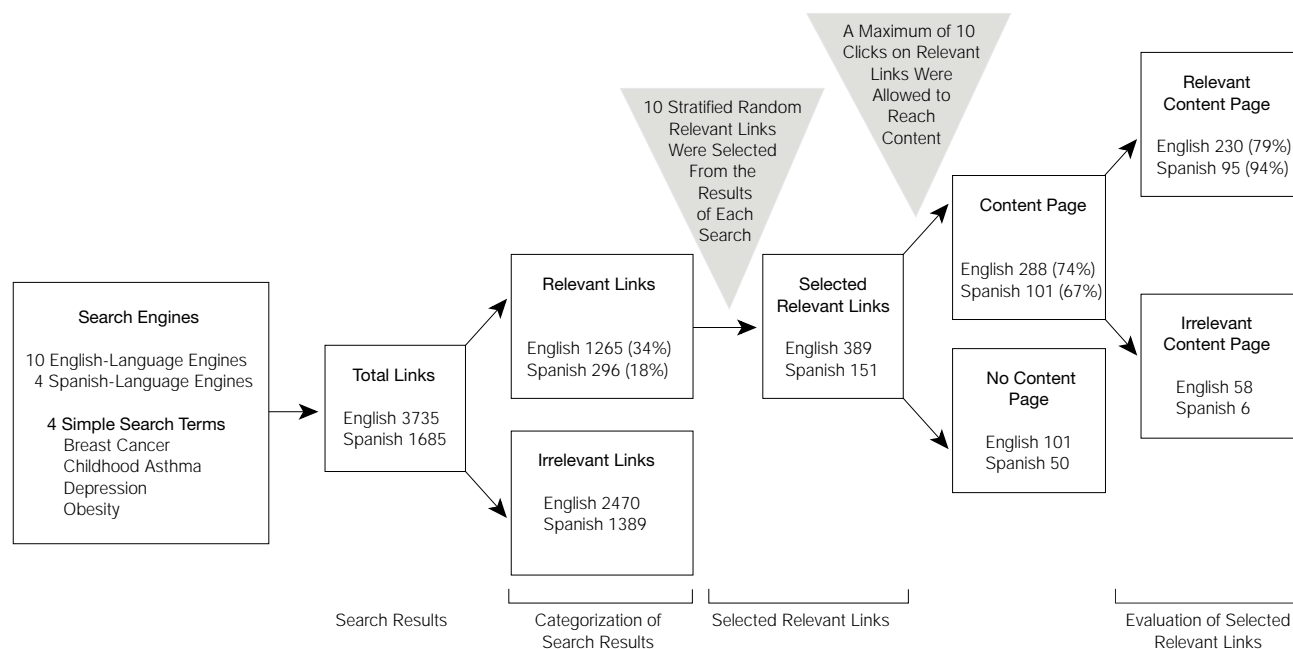 Search Engines
10 English-Language Engines
4 Spanish-Language Engines
4 Simple Search Terms
Breast Cancer
Childhood Asthma
Depression
Obesity
Total Links
English 3735
Spanish 1685
Relevant Links
English 1265 (34%)
Spanish 296 (18%)
Irrelevant Links
English 2470
Spanish 1389
10 Stratified Random
Relevant Links
Were Selected
From the
Results
of Each
Search
Selected
Relevant Links
English 389
Spanish 151
A Maximum of 10
Clicks on Relevant
Links Were
Allowed to
Reach
Content
Content Page
English 288 (74%)
Spanish 101 (67%)
No Content
Page
English 101
Spanish 50
Relevant
Content Page
English 230 (79%)
Spanish 95 (94%)
Irrelevant
Content Page
English 58
Spanish 6
Search Results
Categorization of
Search Results
Selected Relevant Links
Evaluation of Selected
Relevant Links